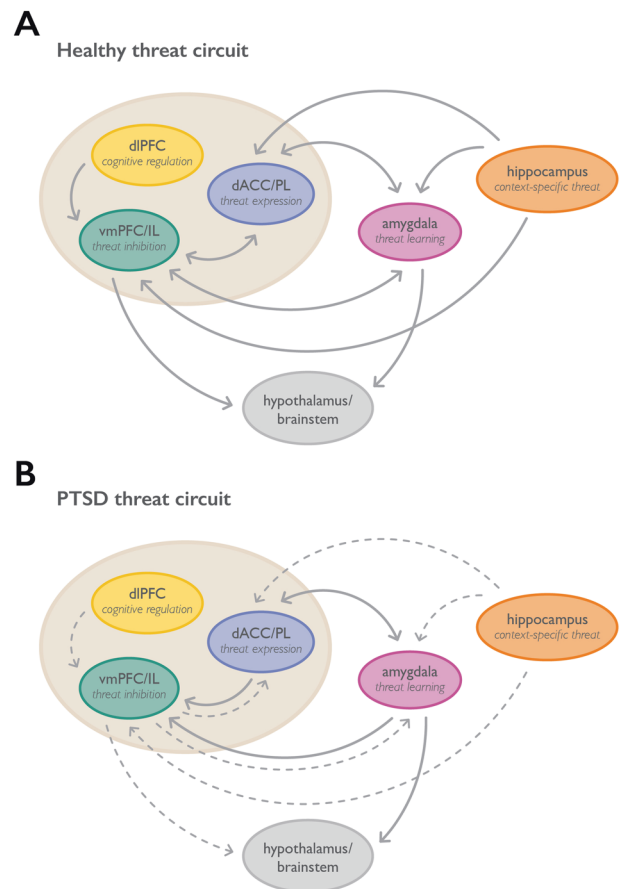 A
Healthy threat circuit
dlPFC
cognitive regulation
dACC/PL
threat expression
hippocampus
context-specific threat
vmPFC/IL
threat inhibition
amygdala
threat learning
hypothalamus/
brainstem
B
PTSD threat circuit
dlPFC
cognitive regulation
dACC/PL
threat expression
hippocampus
context-specific threat
vmPFC/IL
threat inhibition
amygdala
threat learning
hypothalamus/
brainstem